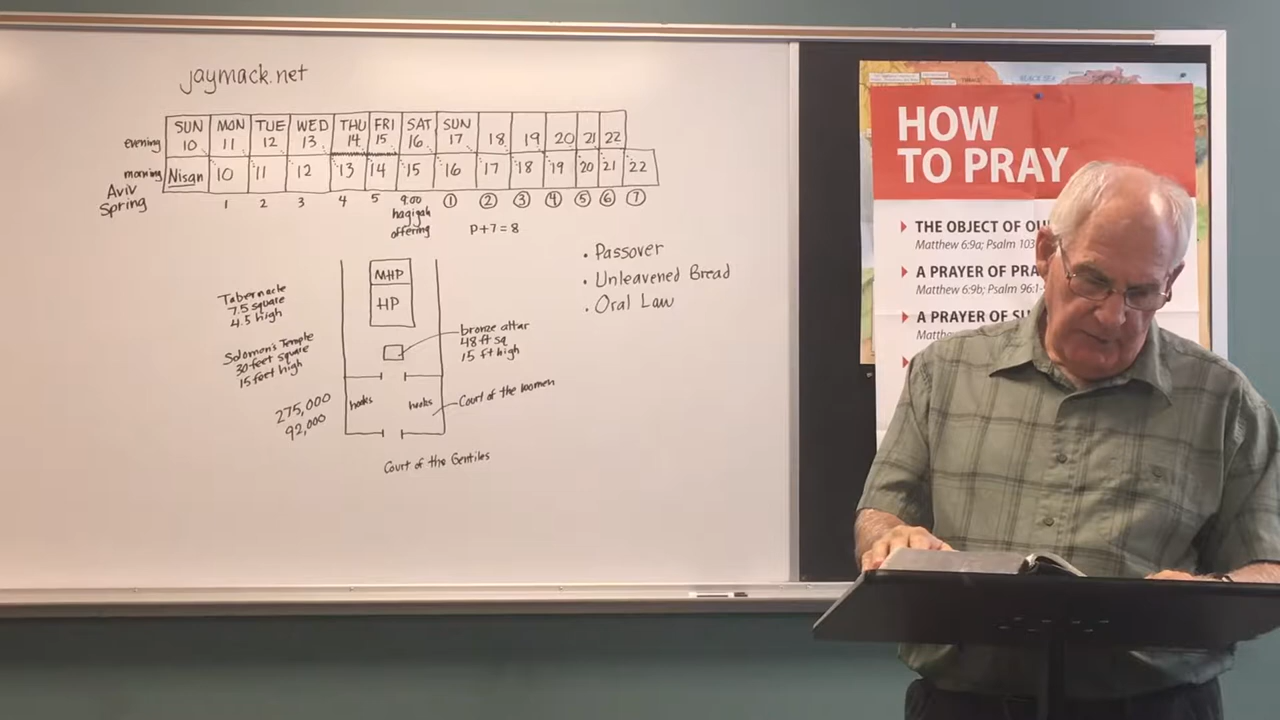 jaymack.net
SUN MON TUE WED THU FRI SAT SUN
evening 10 11 12 13 14 15 16 17 18 19 20 21 22
morning Nisan 10 11 12 13 14 15 16 17 18 19 20 21 22
Aviv
Spring
1 2 3 4 5 9:00 1 2 3 4 5 6 7
hagigah
offering
P+7=8
• Passover
• Unleavened Bread
• Oral Law
MHP
HP
Tabernacle
7.5 square
4.5 high
Solomon's Temple
30 feet square
15 feet high
275,000
92,000
bronze altar
48 ft sq
15 ft high
hooks hooks
Court of the women
Court of the Gentiles
BLACK SEA
HOW
TO PRAY
THE OBJECT OF OU
Matthew 6:9a; Psalm 103
A PRAYER OF PRA
Matthew 6:9b; Psalm 96:1-
A PRAYER OF SU
Matth